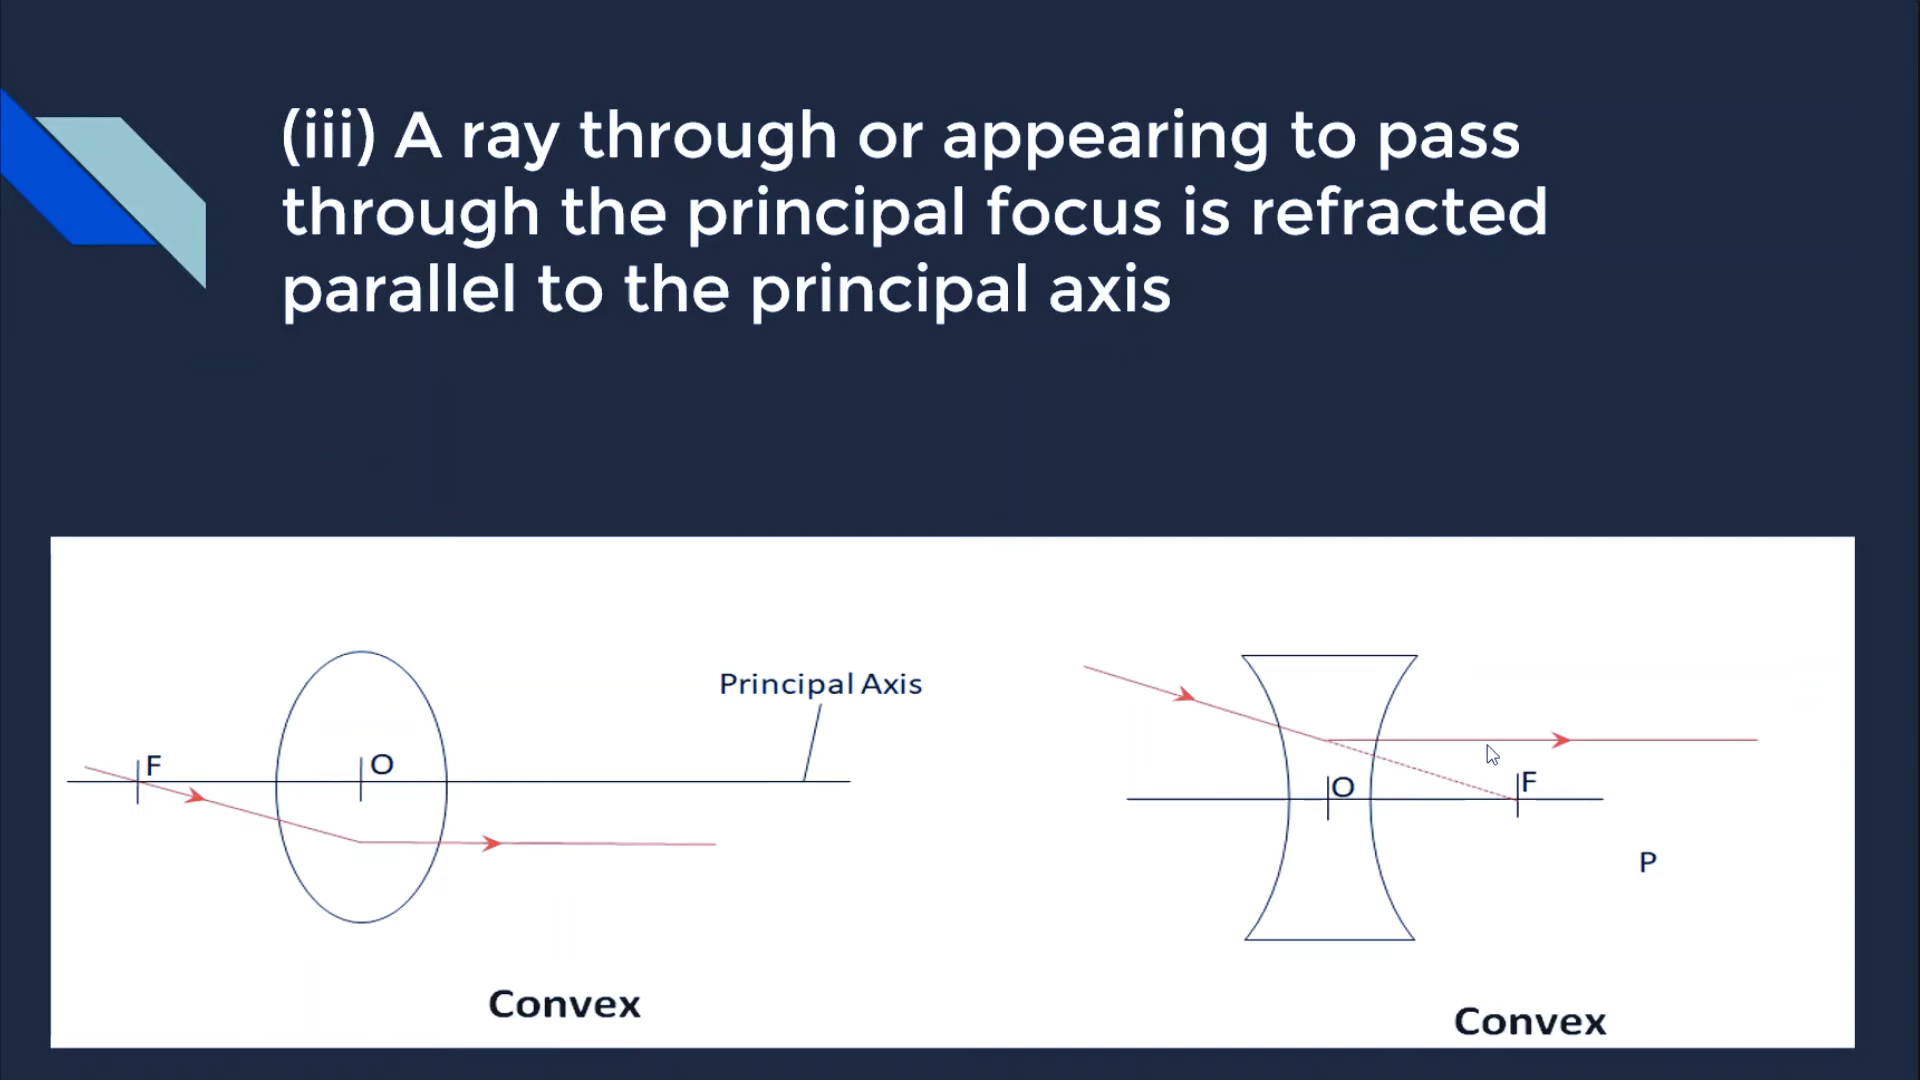 (iii) A ray through or appearing to pass
through the principal focus is refracted
parallel to the principal axis
Principal Axis
F
O
O
F
P
Convex
Convex